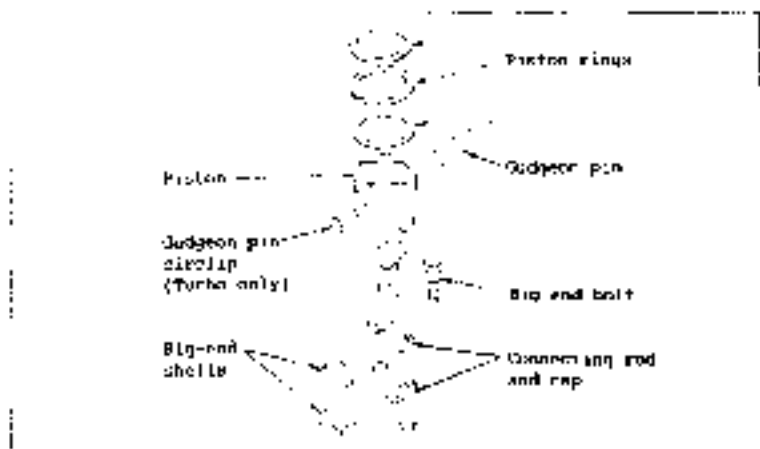 Piston rings
Gudgeon pin
Piston
Gudgeon pin
circlip
(Turbo only)
Big end bolt
Big-end
shells
Connecting rod
and cap